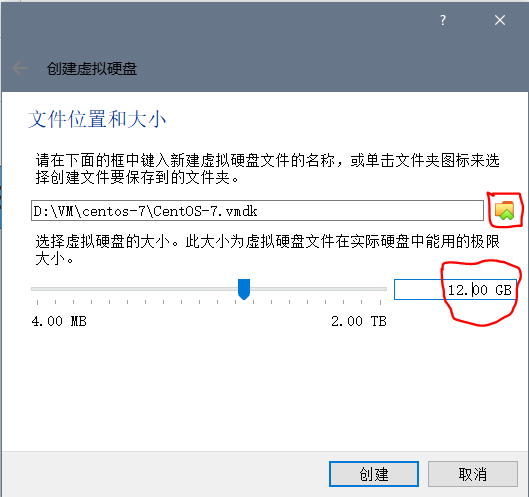 ?
创建虚拟硬盘
文件位置和大小
请在下面的框中键入新建虚拟硬盘文件的名称，或单击文件夹图标来选
择创建文件要保存到的文件夹。
D:\VM\centos-7\CentOS-7.vmdk
选择虚拟硬盘的大小。此大小为虚拟硬盘文件在实际硬盘中能用的极限
大小。
12.00 GB
4.00 MB 2.00 TB
创建 取消